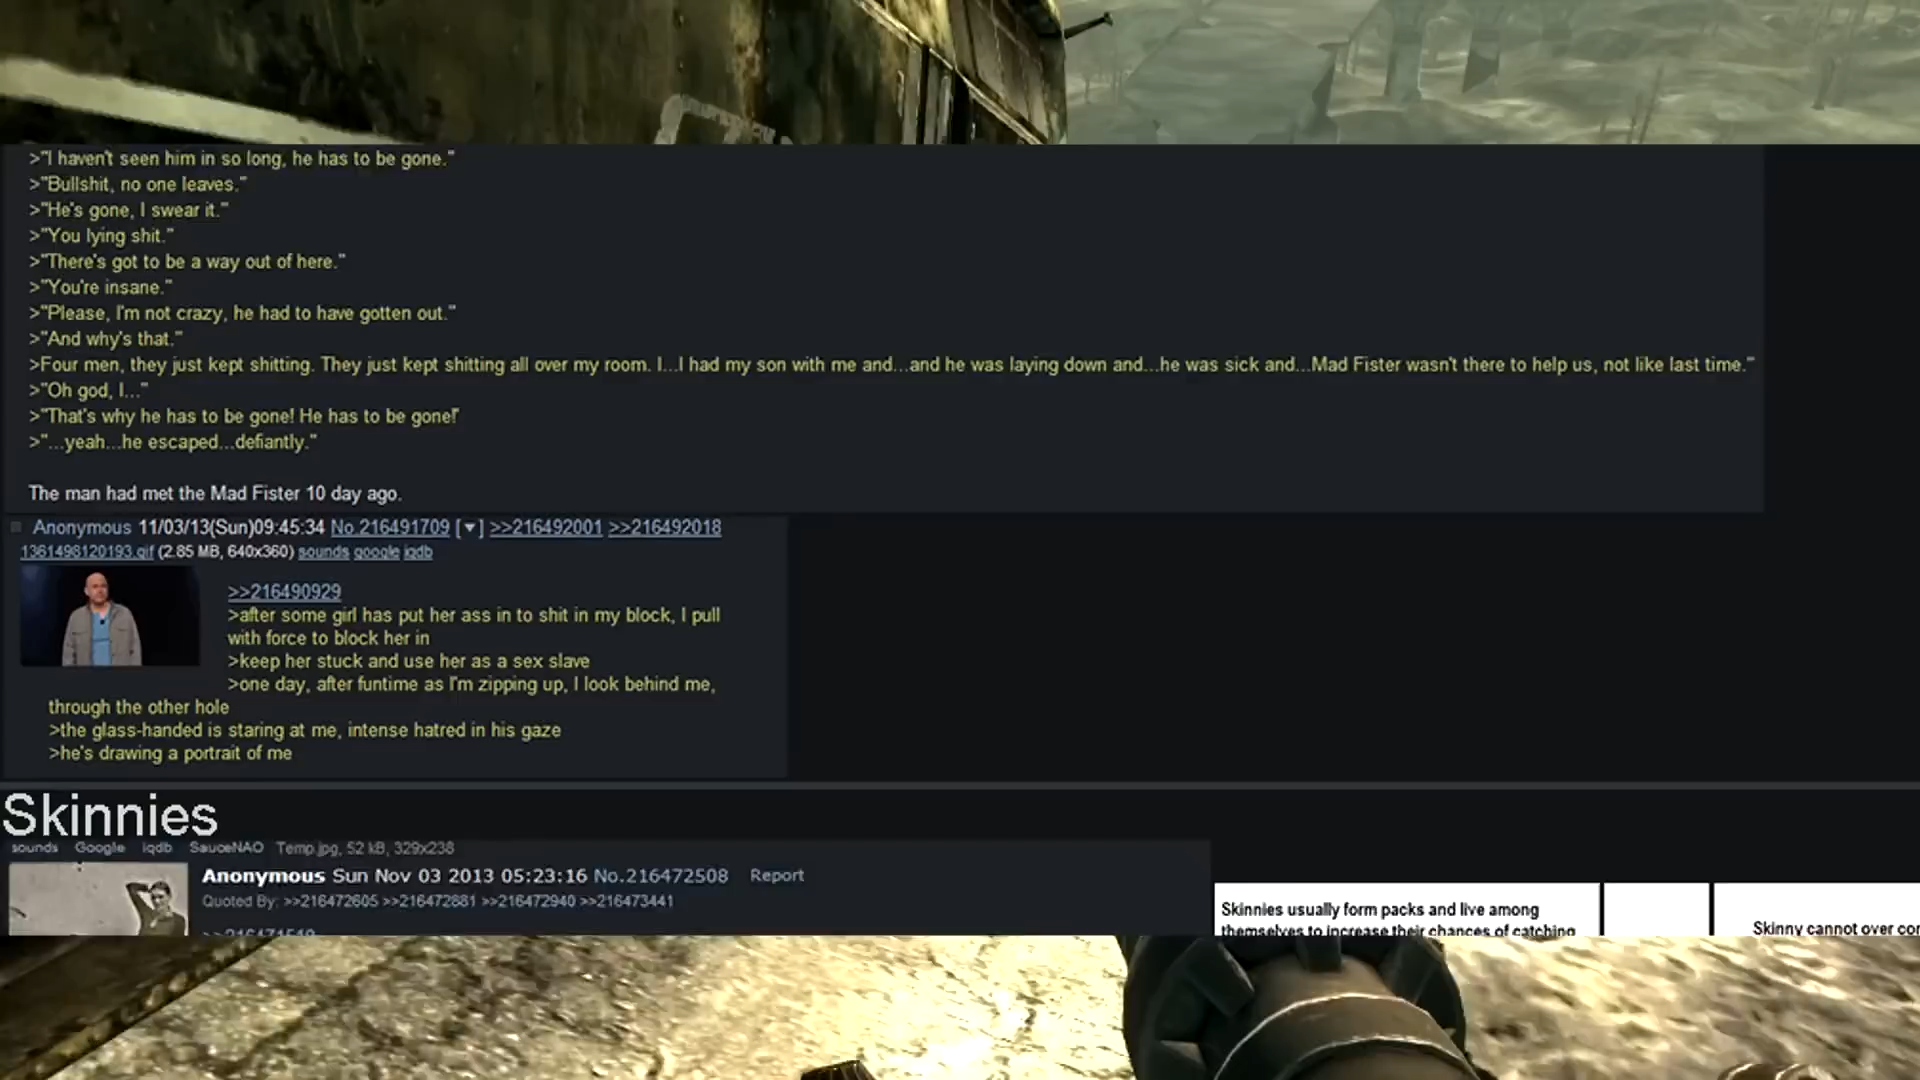 >"I haven't seen him in so long, he has to be gone."
>"Bullshit, no one leaves."
>"He's gone, I swear it."
>"You lying shit."
>"There's got to be a way out of here."
>"You're insane."
>"Please, I'm not crazy, he had to have gotten out."
>"And why's that."
>Four men, they just kept shitting. They just kept shitting all over my room. I...I had my son with me and...and he was laying down and...he was sick and...Mad Fister wasn't there to help us, not like last time."
>"Oh god, I..."
>"That's why he has to be gone! He has to be gone!"
>"...yeah...he escaped...defiantly."
The man had met the Mad Fister 10 day ago.
Anonymous 11/03/13(Sun)09:45:34 No.216491709 [▼] >>216492001 >>216492018
1361498120193.gif (2.85 MB, 640x360) sounds google iqdb
>>216490929
>after some girl has put her ass in to shit in my block, I pull
with force to block her in
>keep her stuck and use her as a sex slave
>one day, after funtime as I'm zipping up, I look behind me,
through the other hole
>the glass-handed is staring at me, intense hatred in his gaze
>he's drawing a portrait of me
Skinnies
sounds Google iqdb SauceNAO Temp.jpg, 52 kB, 329x238
Anonymous Sun Nov 03 2013 05:23:16 No.216472508 Report
Quoted By: >>216472605 >>216472881 >>216472940 >>216473441
>>216471549
Skinnies usually form packs and live among
themselves to increase their chances of catching
Skinny cannot over